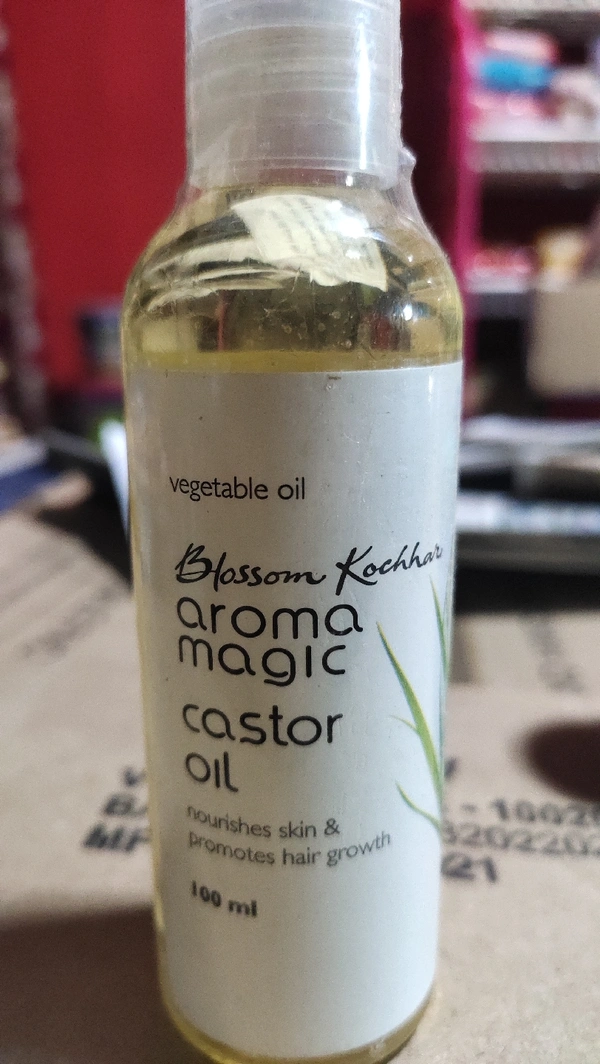 vegetable oil
Blossom Kochhar
aroma
magic
castor
oil
nourishes skin &
promotes hair growth
100 ml